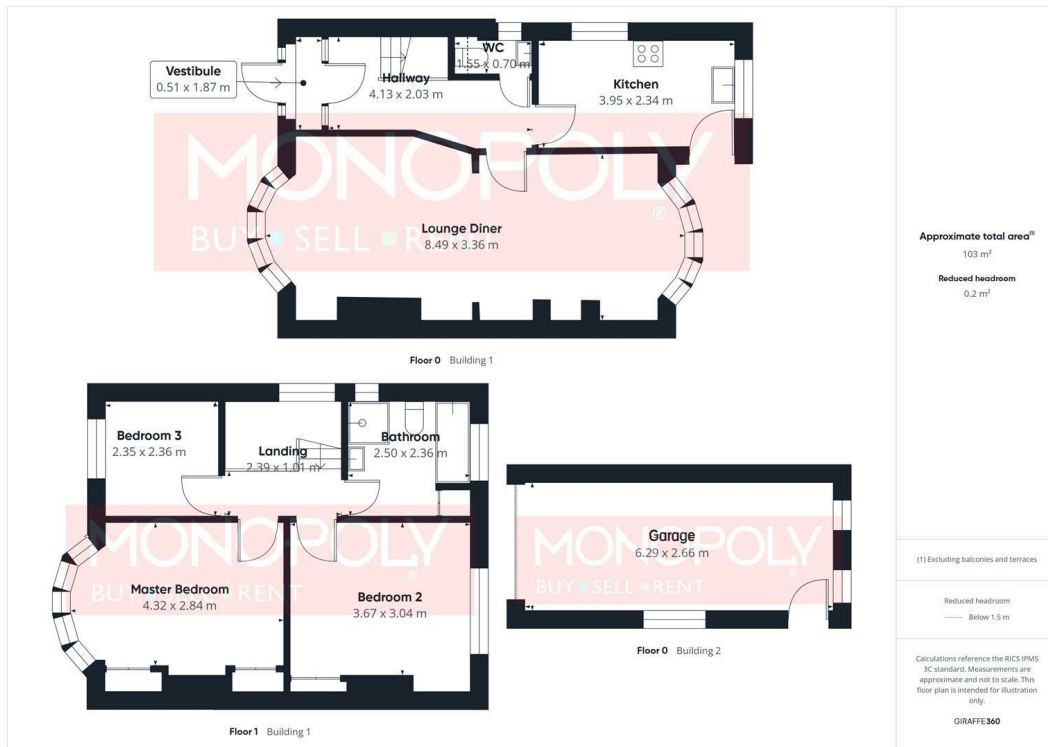 WC
1.55 x 0.70 m
Vestibule
0.51 x 1.87 m
Hallway
4.13 x 2.03 m
Kitchen
3.95 x 2.34 m
MONOPOLY
®
BUY SELL R
Lounge Diner
8.49 x 3.36 m
Floor 0 Building 1
Bedroom 3
2.35 x 2.36 m
Landing
2.39 x 1.01 m
Bathroom
2.50 x 2.36 m
MONOPOLY
®
BUY SELL RENT
Master Bedroom
4.32 x 2.84 m
Bedroom 2
3.67 x 3.04 m
Floor 1 Building 1
MONOPOLY
®
BUY SELL RENT
Garage
6.29 x 2.66 m
Floor 0 Building 2
Approximate total area(1)
103 m²
Reduced headroom
0.2 m²
(1) Excluding balconies and terraces
Reduced headroom
Below 1.5 m
Calculations reference the RICS IPMS
3C standard. Measurements are
approximate and not to scale. This
floor plan is intended for illustration
only.
GIRAFFE360